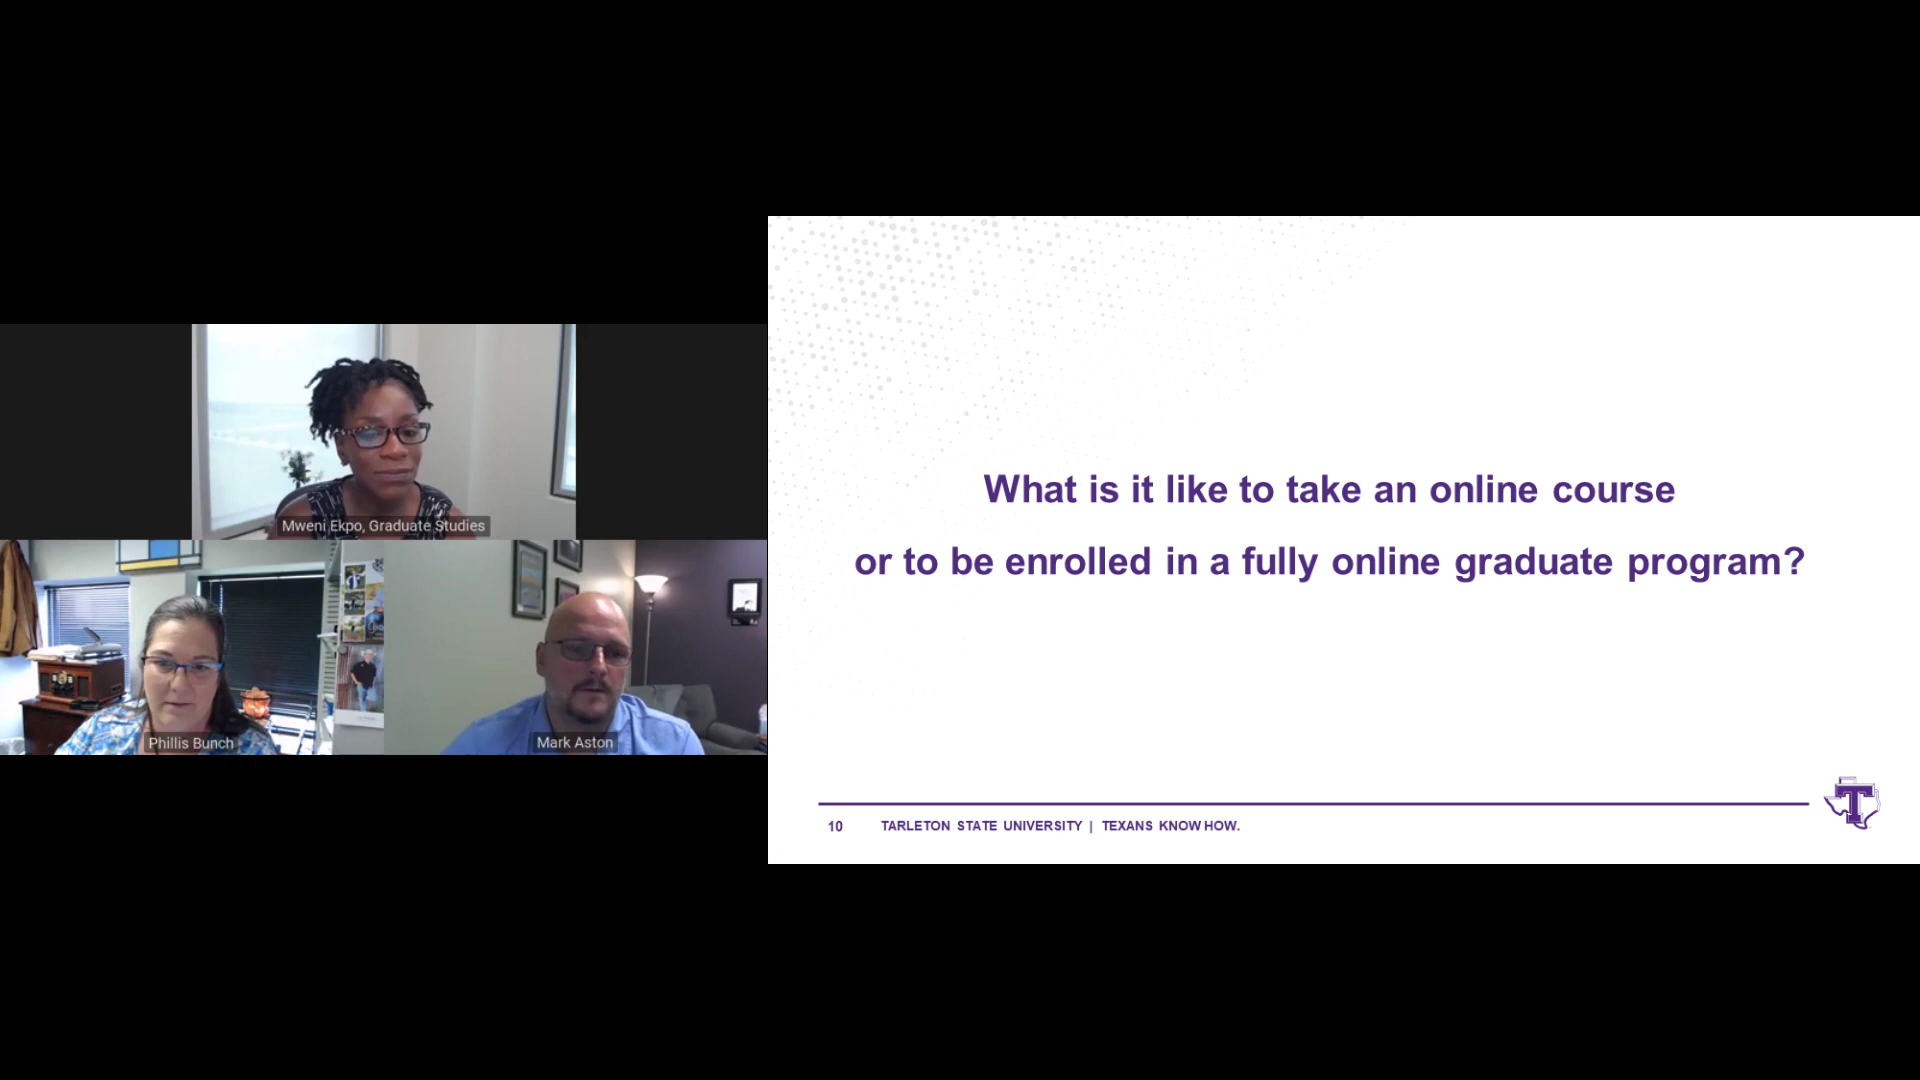 Mweni Ekpo, Graduate Studies
Phillis Bunch
Mark Aston
What is it like to take an online course
or to be enrolled in a fully online graduate program?
10 TARLETON STATE UNIVERSITY | TEXANS KNOW HOW.
T